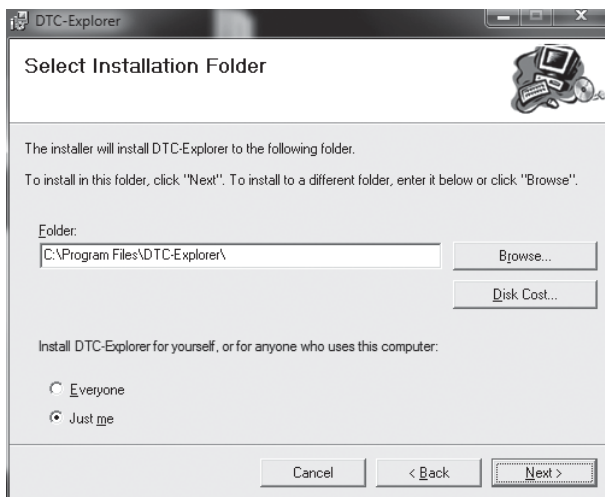 DTC-Explorer
Select Installation Folder
The installer will install DTC-Explorer to the following folder.
To install in this folder, click "Next". To install to a different folder, enter it below or click "Browse".
Folder:
C:\Program Files\DTC-Explorer\
Browse...
Disk Cost...
Install DTC-Explorer for yourself, or for anyone who uses this computer:
Everyone
Just me
Cancel
< Back
Next >